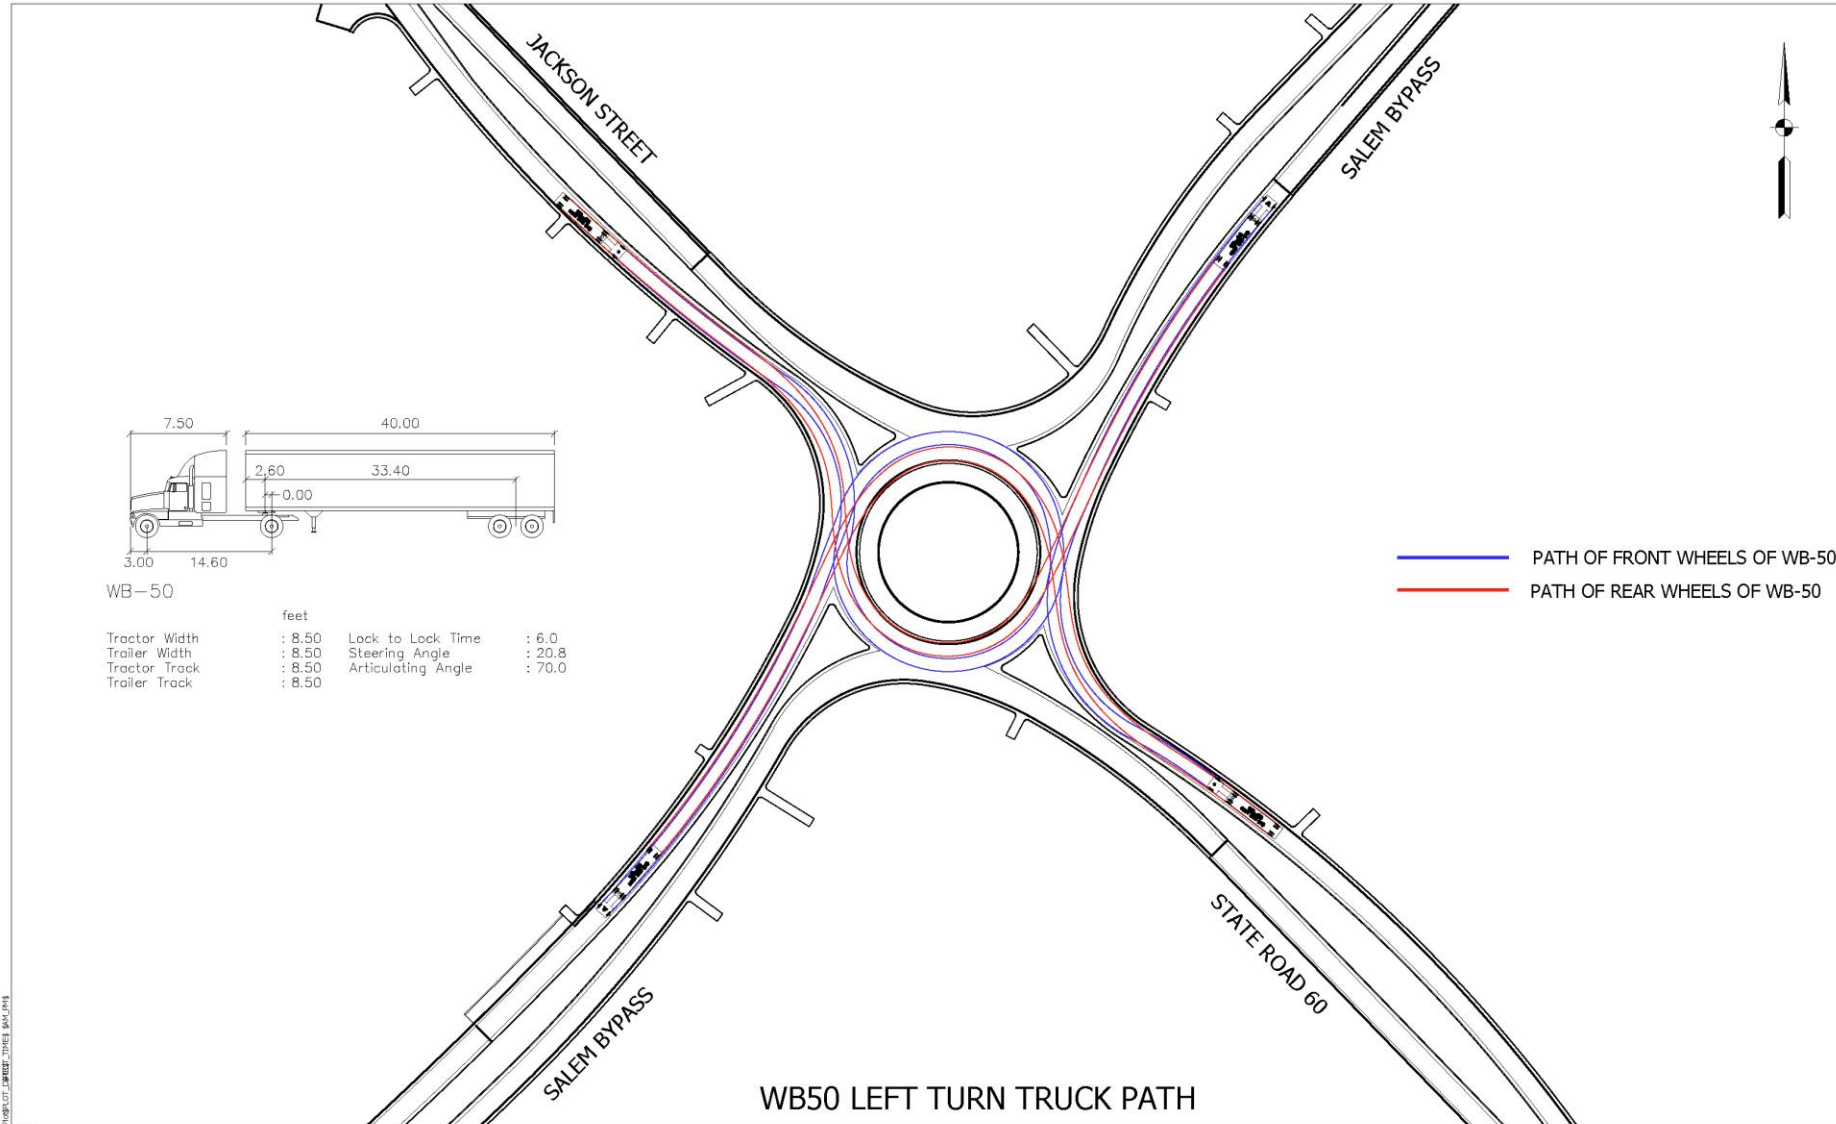 JACKSON STREET
SALEM BYPASS
7.50
40.00
2.60
33.40
0.00
3.00
14.60
WB-50
feet
Tractor Width : 8.50 Lock to Lock Time : 6.0
Trailer Width : 8.50 Steering Angle : 20.8
Tractor Track : 8.50 Articulating Angle : 70.0
Trailer Track : 8.50
PATH OF FRONT WHEELS OF WB-50
PATH OF REAR WHEELS OF WB-50
STATE ROAD 60
SALEM BYPASS
WB50 LEFT TURN TRUCK PATH